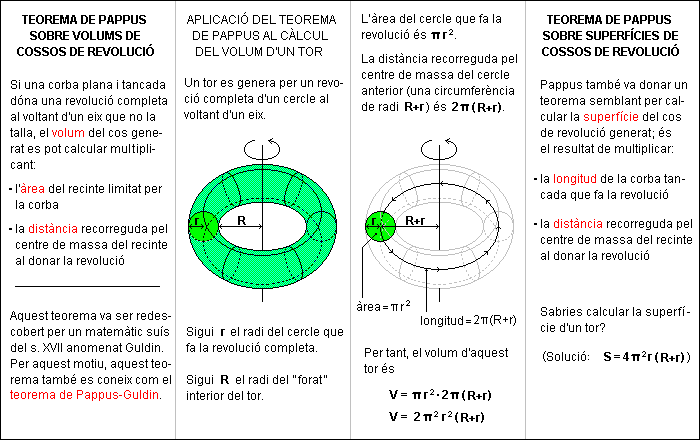 TEOREMA DE PAPPUS
SOBRE VOLUMS DE
COSSOS DE REVOLUCIÓ
Si una corba plana i tancada
dóna una revolució completa
al voltant d'un eix que no la
talla, el volum del cos gene-
rat es pot calcular multipli-
cant:
- l'àrea del recinte limitat per
la corba
- la distància recorreguda pel
centre de massa del recinte
al donar la revolució
Aquest teorema va ser redes-
cobert per un matemàtic suís
del s. XVII anomenat Guldin.
Per aquest motiu, aquest teo-
rema també es coneix com el
teorema de Pappus-Guldin.
APLICACIÓ DEL TEOREMA
DE PAPPUS AL CÀLCUL
DEL VOLUM D'UN TOR
Un tor es genera per un revo-
ció completa d'un cercle al
voltant d'un eix.
r R
Sigui r el radi del cercle que
fa la revolució completa.
Sigui R el radi del "forat"
interior del tor.
L'àrea del cercle que fa la
revolució és πr².
La distància recorreguda pel
centre de massa del cercle
anterior (una circumferència
de radi R+r) és 2π(R+r).
r R+r
àrea=πr²
longitud=2π(R+r)
Per tant, el volum d'aquest
tor és
V = πr²·2π(R+r)
V = 2π²r²(R+r)
TEOREMA DE PAPPUS
SOBRE SUPERFÍCIES DE
COSSOS DE REVOLUCIÓ
Pappus també va donar un
teorema semblant per cal-
cular la superfície del cos
de revolució generat; és
el resultat de multiplicar:
- la longitud de la corba tan-
cada que fa la revolució
- la distància recorreguda pel
centre de massa del recinte
al donar la revolució
Sabries calcular la superfí-
cie d'un tor?
(Solució: S=4π²r(R+r))